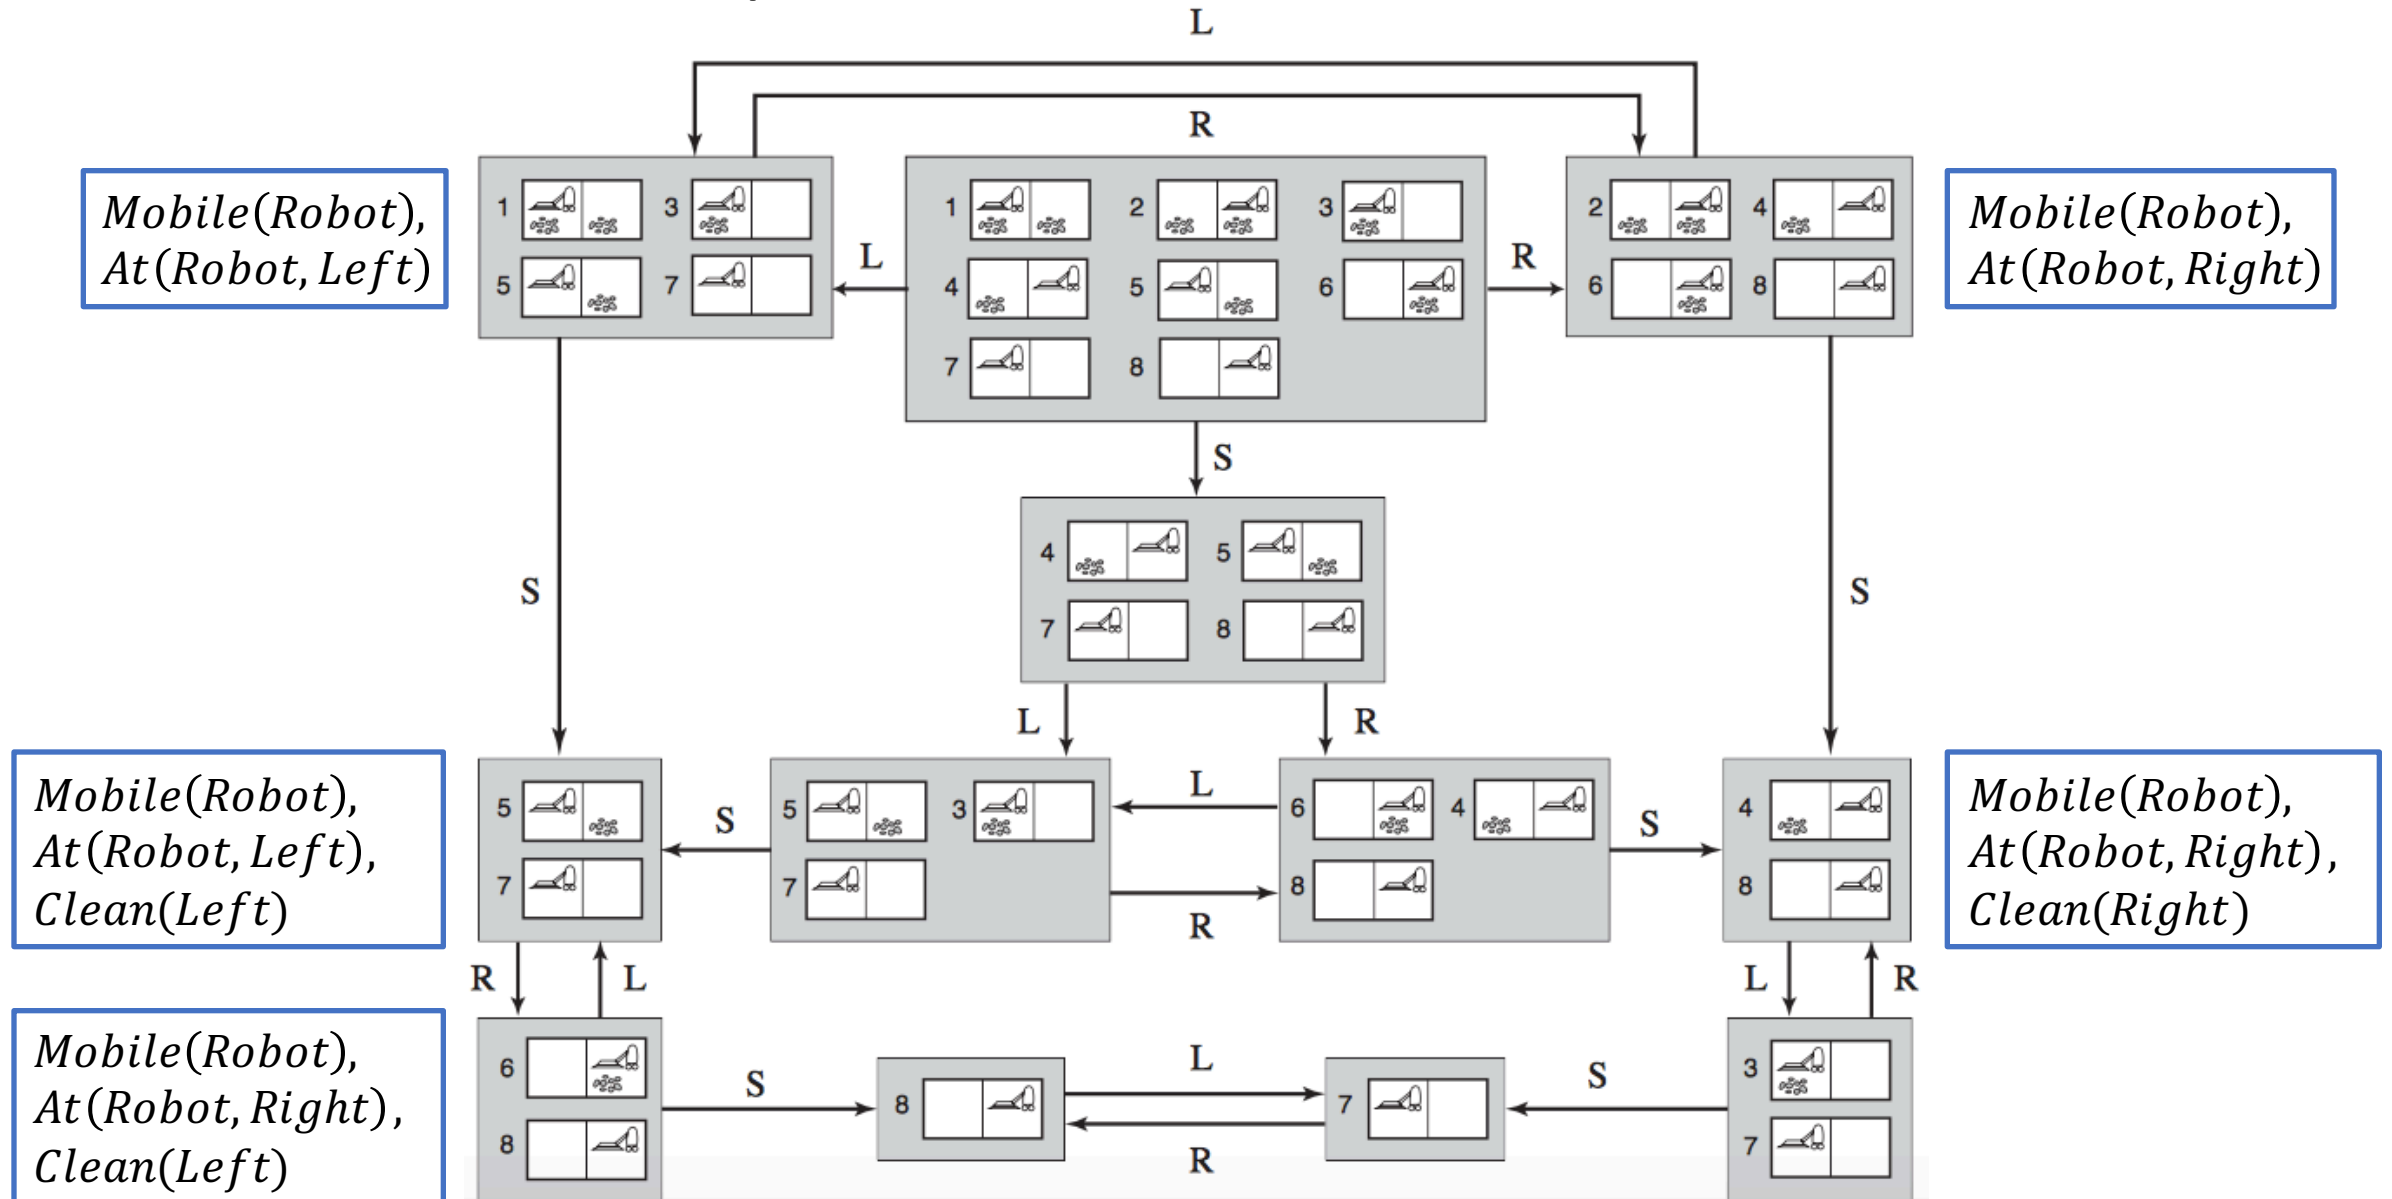 L
R
Mobile(Robot),
At(Robot, Left)
1 3
5 7
L
1 2 3
4 5 6
7 8
R
2 4
6 8
Mobile(Robot),
At(Robot, Right)
S
S
4 5
7 8
S
L R
Mobile(Robot),
At(Robot, Left),
Clean(Left)
5
7
S
5 3
7
L
R
6 4
8
S
4
8
Mobile(Robot),
At(Robot, Right),
Clean(Right)
R L
L R
Mobile(Robot),
At(Robot, Right),
Clean(Left)
6
8
S
8
L
R
7
S
3
7